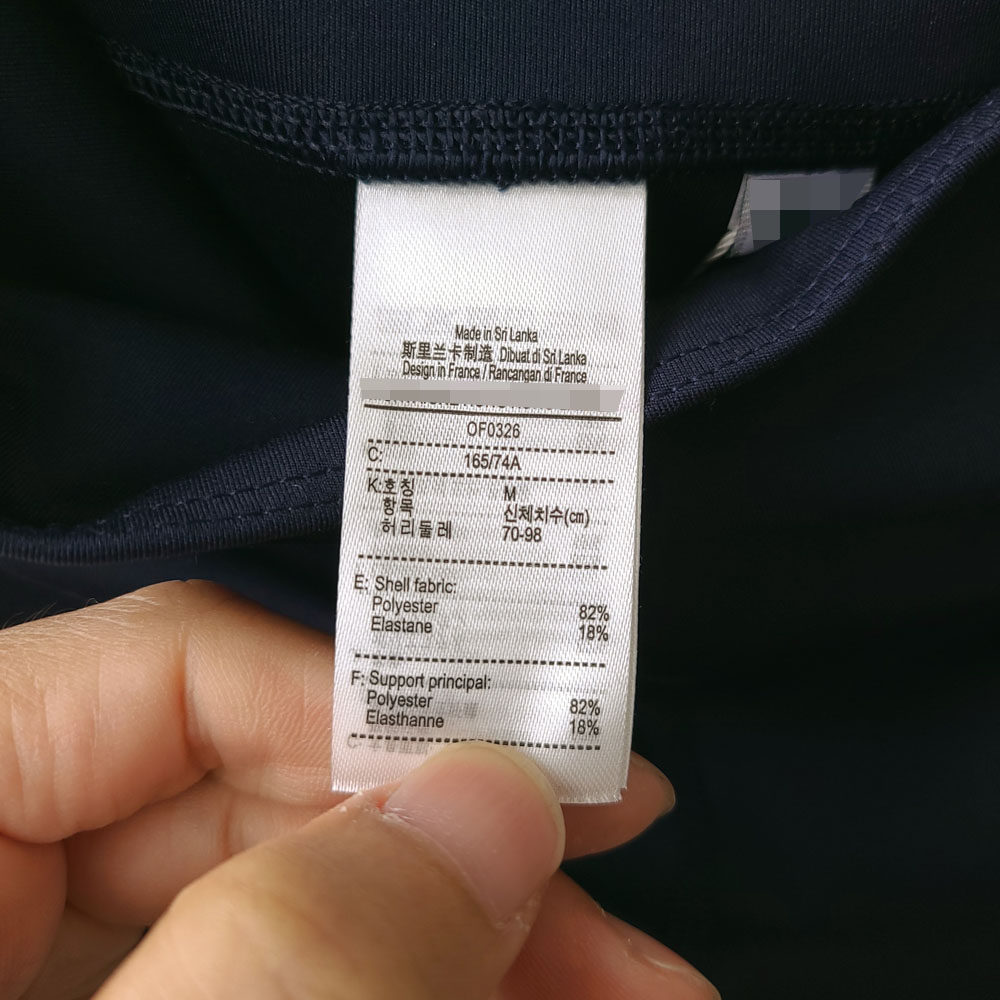 Made in Sri Lanka
斯里兰卡制造 Dibuat di Sri Lanka
Design in France / Rancangan di France
OF0326
C: 165/74A
K:호칭 M
항목 신체치수(㎝)
허리둘레 70-98
E: Shell fabric:
Polyester 82%
Elastane 18%
F: Support principal:
Polyester 82%
Elasthanne 18%